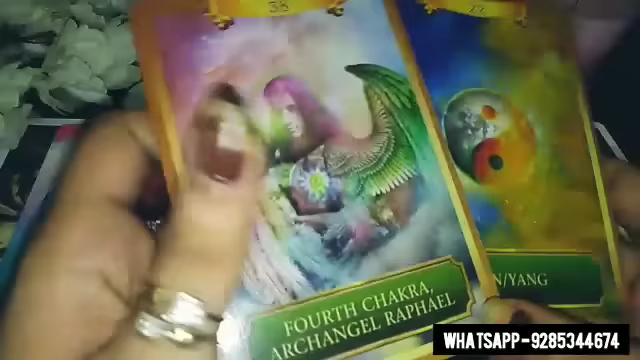 38
22
FOURTH CHAKRA,
ARCHANGEL RAPHAEL
N/YANG
WHATSAPP-9285344674